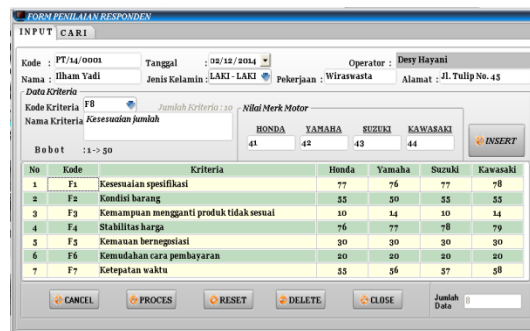 FORM PENILAIAN RESPONDEN
INPUT CARI
Kode : PT/14/0001 Tanggal : 02/12/2014 Operator : Desy Hayani
Nama : Ilham Yadi Jenis Kelamin : LAKI - LAKI Pekerjaan : Wiraswasta Alamat : Jl. Tulip No. 45
Data Kriteria
Kode Kriteria F8 Jumlah Kriteria : 10 Nilai Merk Motor
Nama Kriteria Kesesuaian jumlah
HONDA YAMAHA SUZUKI KAWASAKI
Bobot :1-> 50 41 42 43 44 INSERT
No Kode Kriteria Honda Yamaha Suzuki Kawasaki
1 F1 Kesesuaian spesifikasi 77 76 77 78
2 F2 Kondisi barang 55 50 55 55
3 F3 Kemampuan mengganti produk tidak sesuai 10 14 10 14
4 F4 Stabilitas harga 76 77 78 79
5 F5 Kemauan bernegosiasi 30 30 30 30
6 F6 Kemudahan cara pembayaran 20 20 20 20
7 F7 Ketepatan waktu 55 56 57 58
CANCEL PROCES RESET DELETE CLOSE Jumlah Data 8